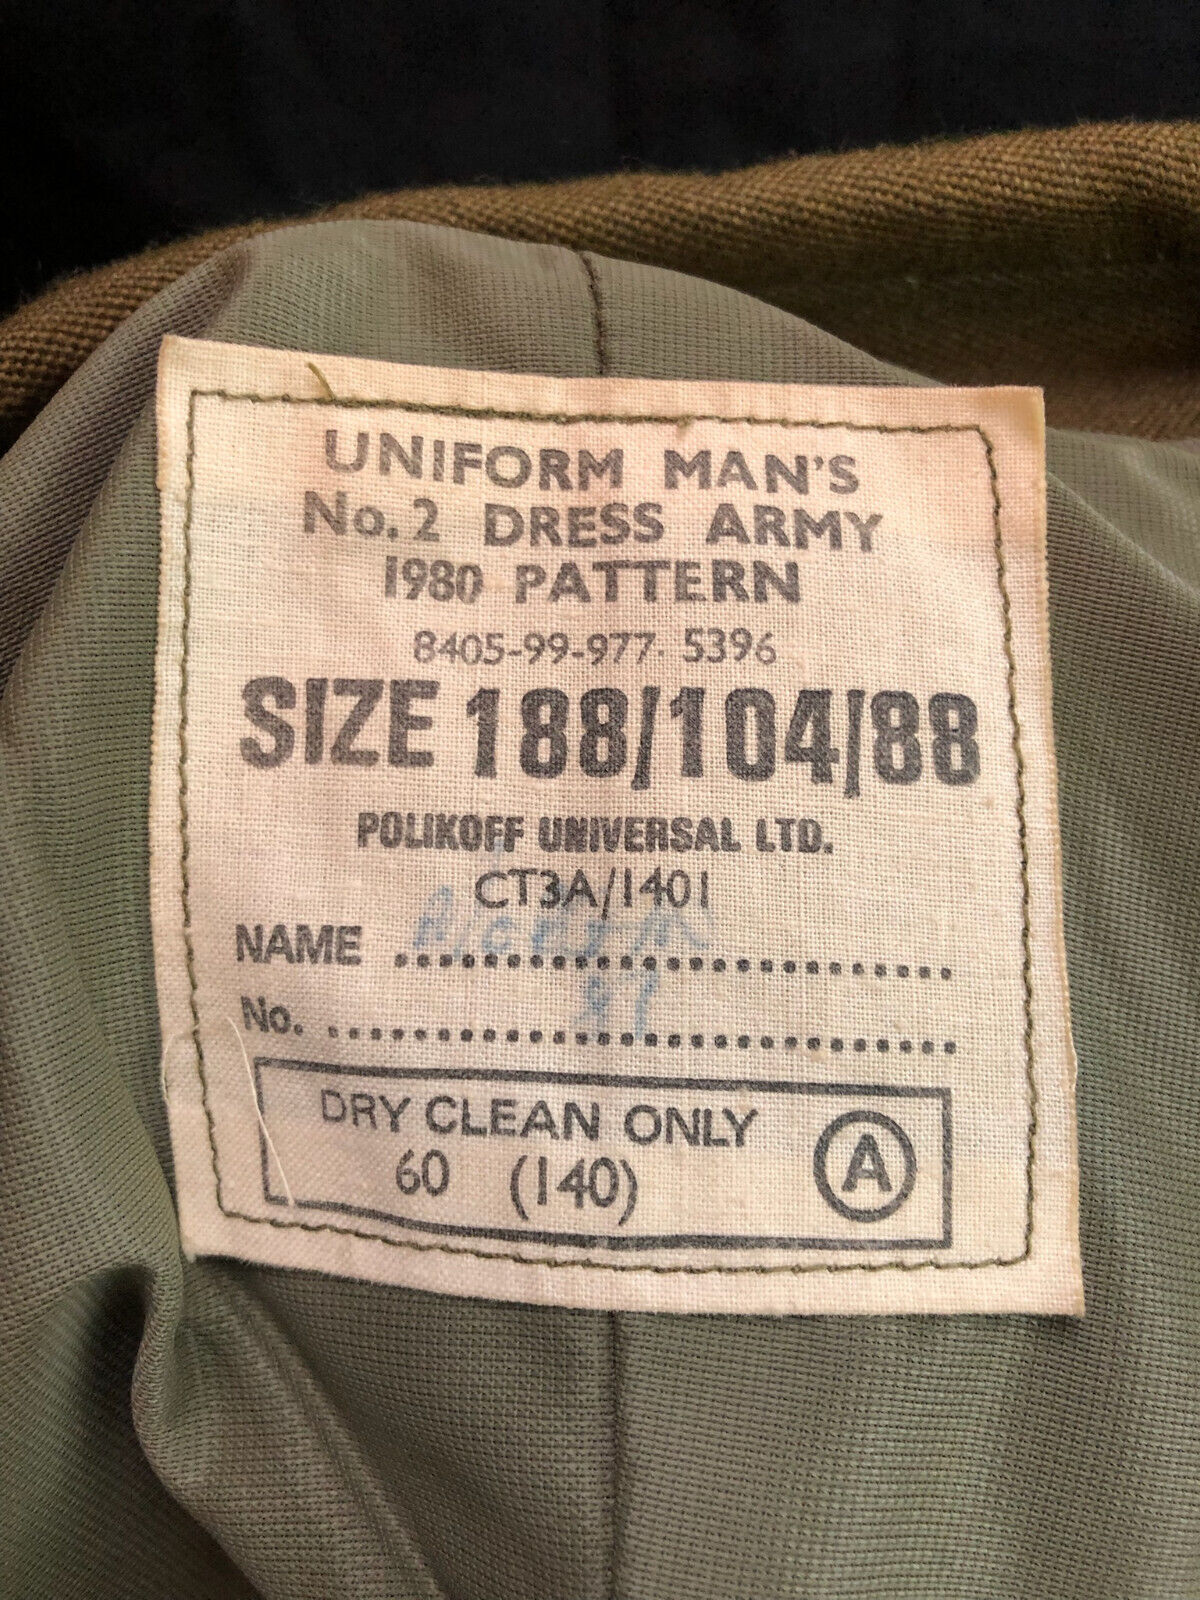 UNIFORM MAN'S
No. 2 DRESS ARMY
1980 PATTERN
8405-99-977. 5396
SIZE 188/104/88
POLIKOFF UNIVERSAL LTD.
CT3A/1401
NAME ..............................
No. ..............................
DRY CLEAN ONLY
60 (140) A